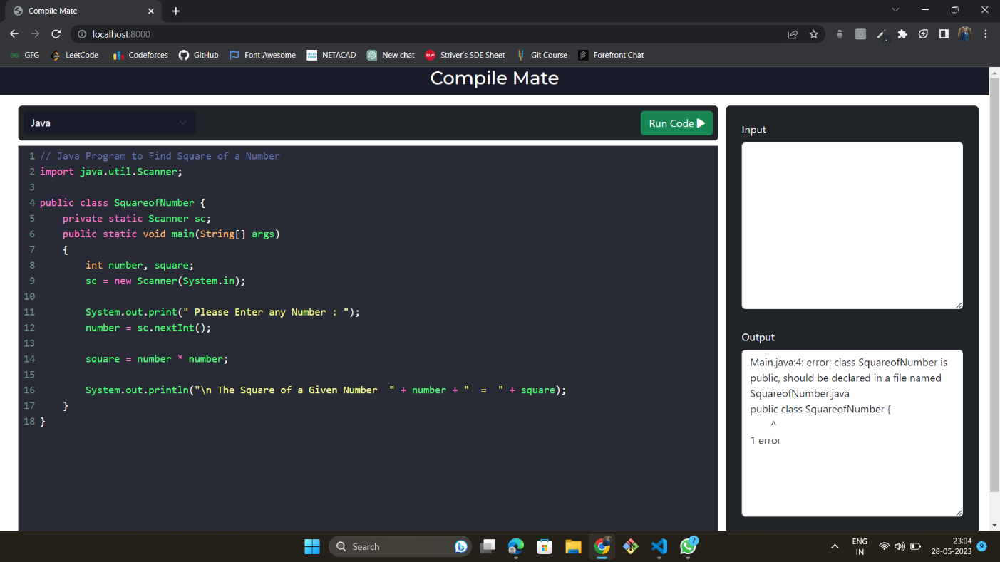 Compile Mate
localhost:8000
GFG LeetCode Codeforces GitHub Font Awesome NETACAD New chat Striver's SDE Sheet Git Course Forefront Chat
Compile Mate
Java
Run Code
1 // Java Program to Find Square of a Number
2 import java.util.Scanner;
3
4 public class SquareofNumber {
5     private static Scanner sc;
6     public static void main(String[] args)
7     {
8         int number, square;
9         sc = new Scanner(System.in);
10
11         System.out.print(" Please Enter any Number : ");
12         number = sc.nextInt();
13
14         square = number * number;
15
16         System.out.println("\n The Square of a Given Number  " + number + "  =  " + square);
17     }
18 }
Input
Output
Main.java:4: error: class SquareofNumber is
public, should be declared in a file named
SquareofNumber.java
public class SquareofNumber {
^
1 error
Search
7
ENG
IN
23:04
28-05-2023
9